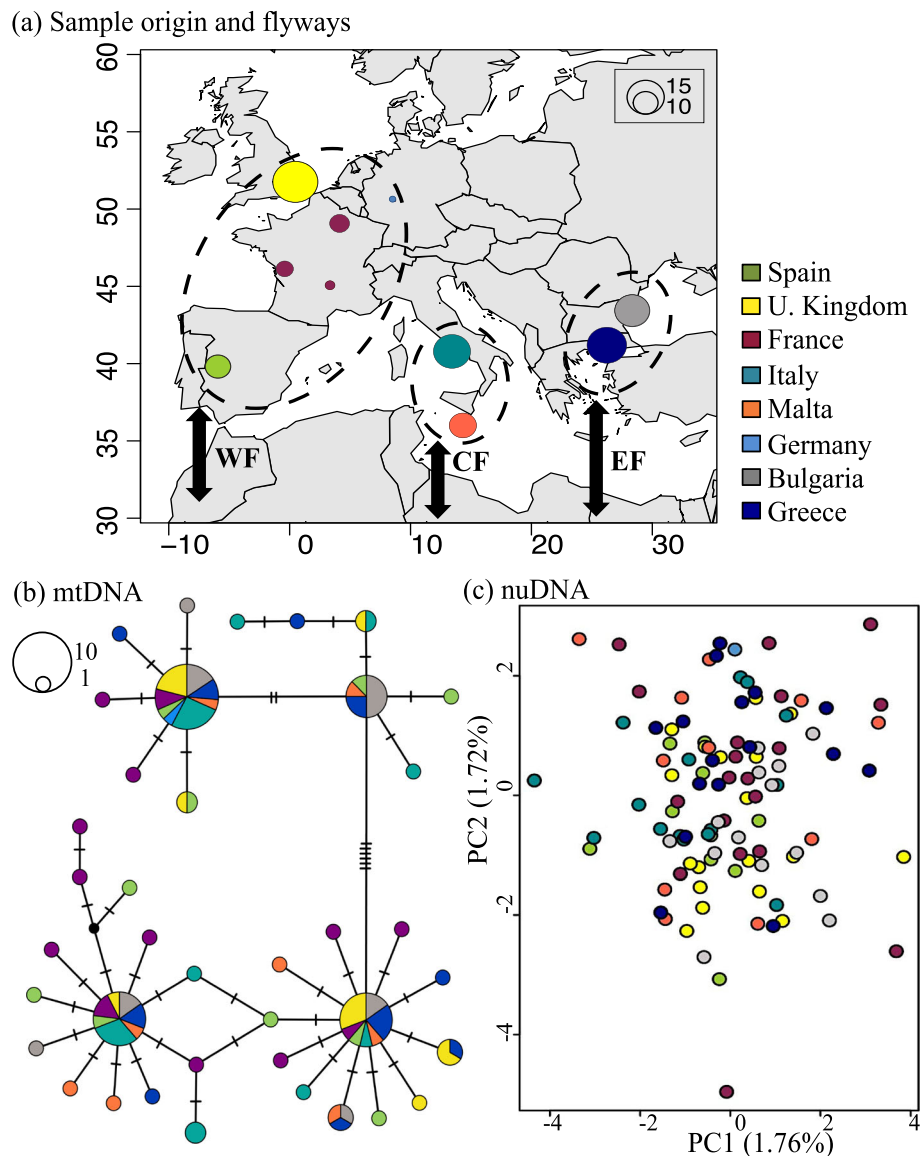 (a) Sample origin and flyways
60
55
50
45
40
35
30
15
10
WF
CF
EF
−10
0
10
20
30
Spain
U. Kingdom
France
Italy
Malta
Germany
Bulgaria
Greece
(b) mtDNA
10
1
(c) nuDNA
PC2 (1.72%)
2
0
-2
-4
-4
-2
0
2
4
PC1 (1.76%)